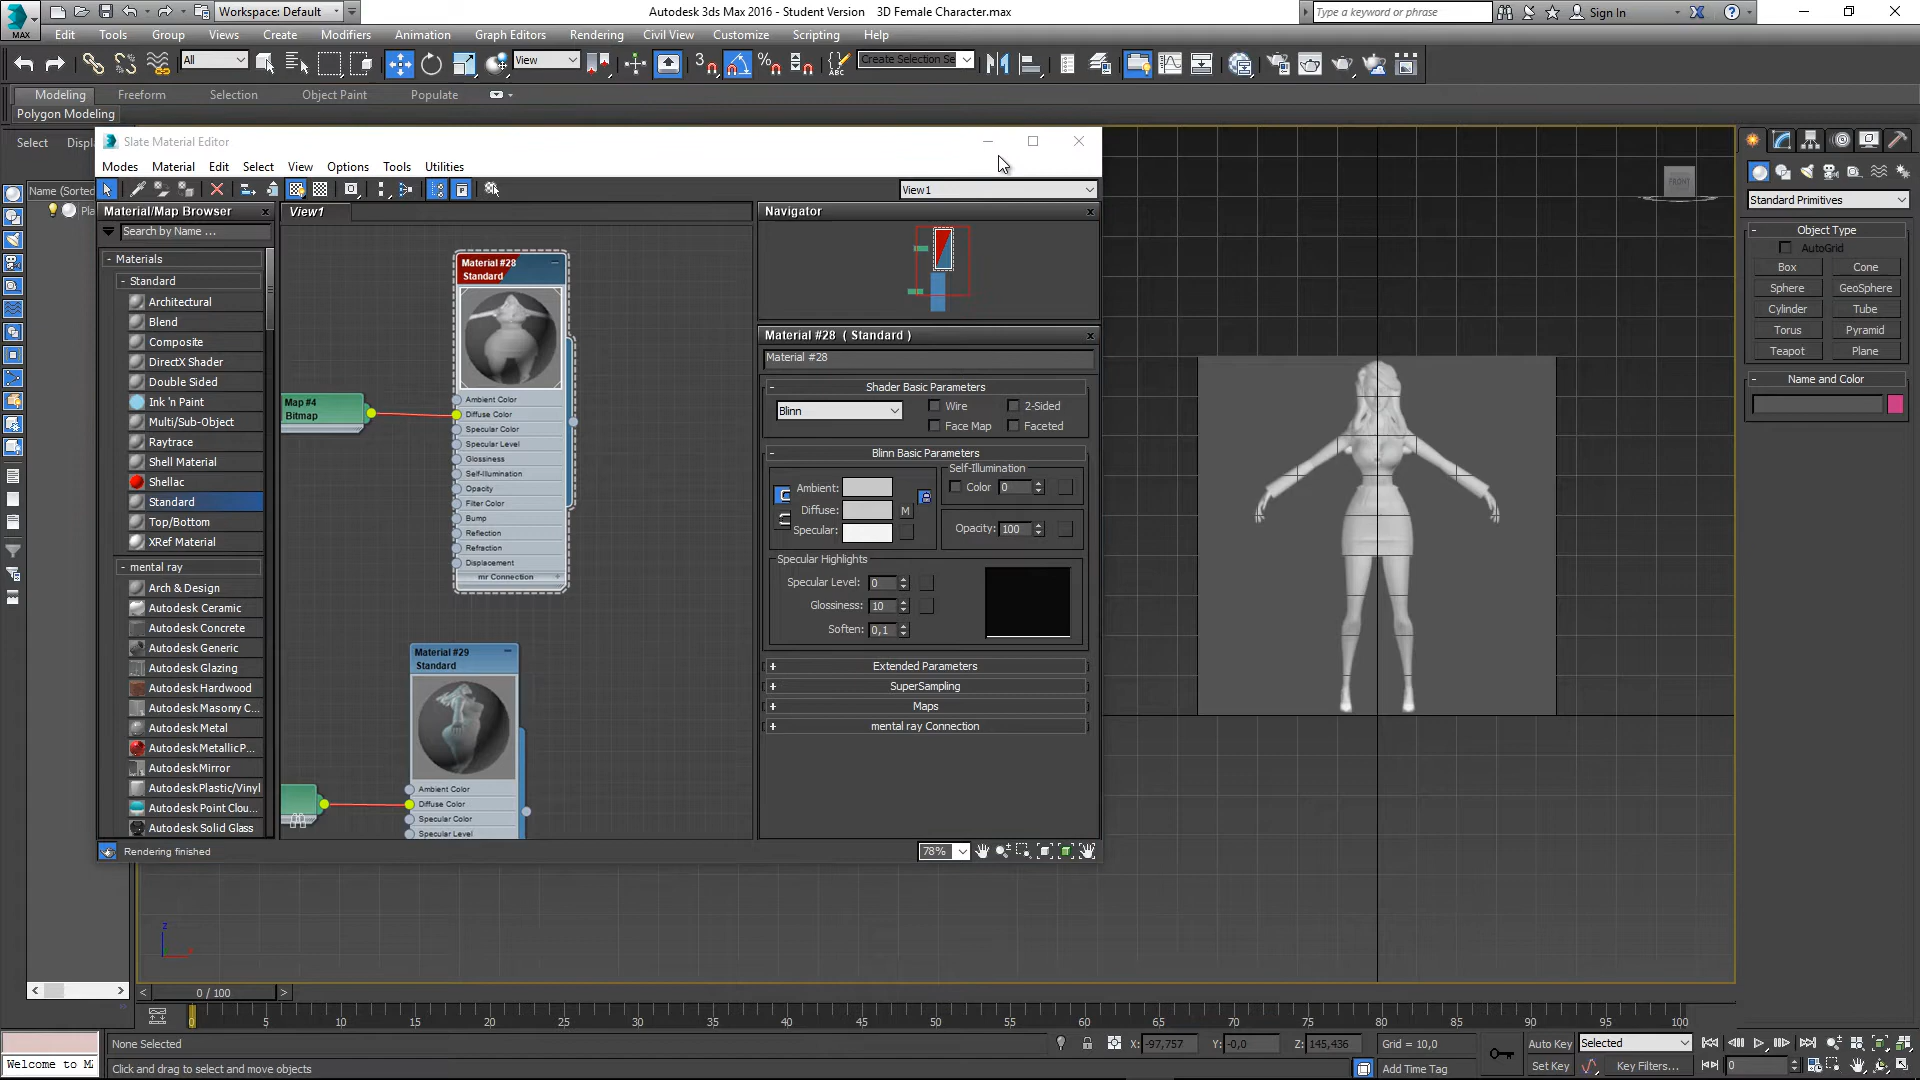 Workspace: Default
Autodesk 3ds Max 2016 - Student Version    3D Female Character.max
Type a keyword or phrase
Sign In
MAX
Edit Tools Group Views Create Modifiers Animation Graph Editors Rendering Civil View Customize Scripting Help
All
View
3
ABC
Create Selection Se
Modeling Freeform Selection Object Paint Populate
Polygon Modeling
Select Displ
Name (Sorted
Pla
Slate Material Editor
Modes Material Edit Select View Options Tools Utilities
View1
Material/Map Browser
Search by Name ...
- Materials
- Standard
Architectural
Blend
Composite
DirectX Shader
Double Sided
Ink 'n Paint
Multi/Sub-Object
Raytrace
Shell Material
Shellac
Standard
Top/Bottom
XRef Material
- mental ray
Arch & Design
Autodesk Ceramic
Autodesk Concrete
Autodesk Generic
Autodesk Glazing
Autodesk Hardwood
Autodesk Masonry C...
Autodesk Metal
Autodesk Metallic P...
Autodesk Mirror
Autodesk Plastic/Vinyl
Autodesk Point Clou...
Autodesk Solid Glass
View1
Map #4
Bitmap
Material #28
Standard
Ambient Color
Diffuse Color
Specular Color
Specular Level
Glossiness
Self-Illumination
Opacity
Filter Color
Bump
Reflection
Refraction
Displacement
mr Connection +
Material #29
Standard
Ambient Color
Diffuse Color
Specular Color
Specular Level
Navigator
Material #28 ( Standard )
Material #28
- Shader Basic Parameters
Blinn
Wire 2-Sided
Face Map Faceted
- Blinn Basic Parameters
Ambient:
Diffuse: M
Specular:
Self-Illumination
Color 0
Opacity: 100
Specular Highlights
Specular Level: 0
Glossiness: 10
Soften: 0,1
+ Extended Parameters
+ SuperSampling
+ Maps
+ mental ray Connection
Rendering finished
78%
FRONT
Standard Primitives
- Object Type
AutoGrid
Box Cone
Sphere GeoSphere
Cylinder Tube
Torus Pyramid
Teapot Plane
- Name and Color
z
< 0 / 100 >
0 5 10 15 20 25 30 35 40 45 50 55 60 65 70 75 80 85 90 95 100
None Selected
X: -97,757 Y: -0,0 Z: 145,436 Grid = 10,0
Auto Key Selected
Welcome to M
Click and drag to select and move objects
Add Time Tag
Set Key Key Filters...
0